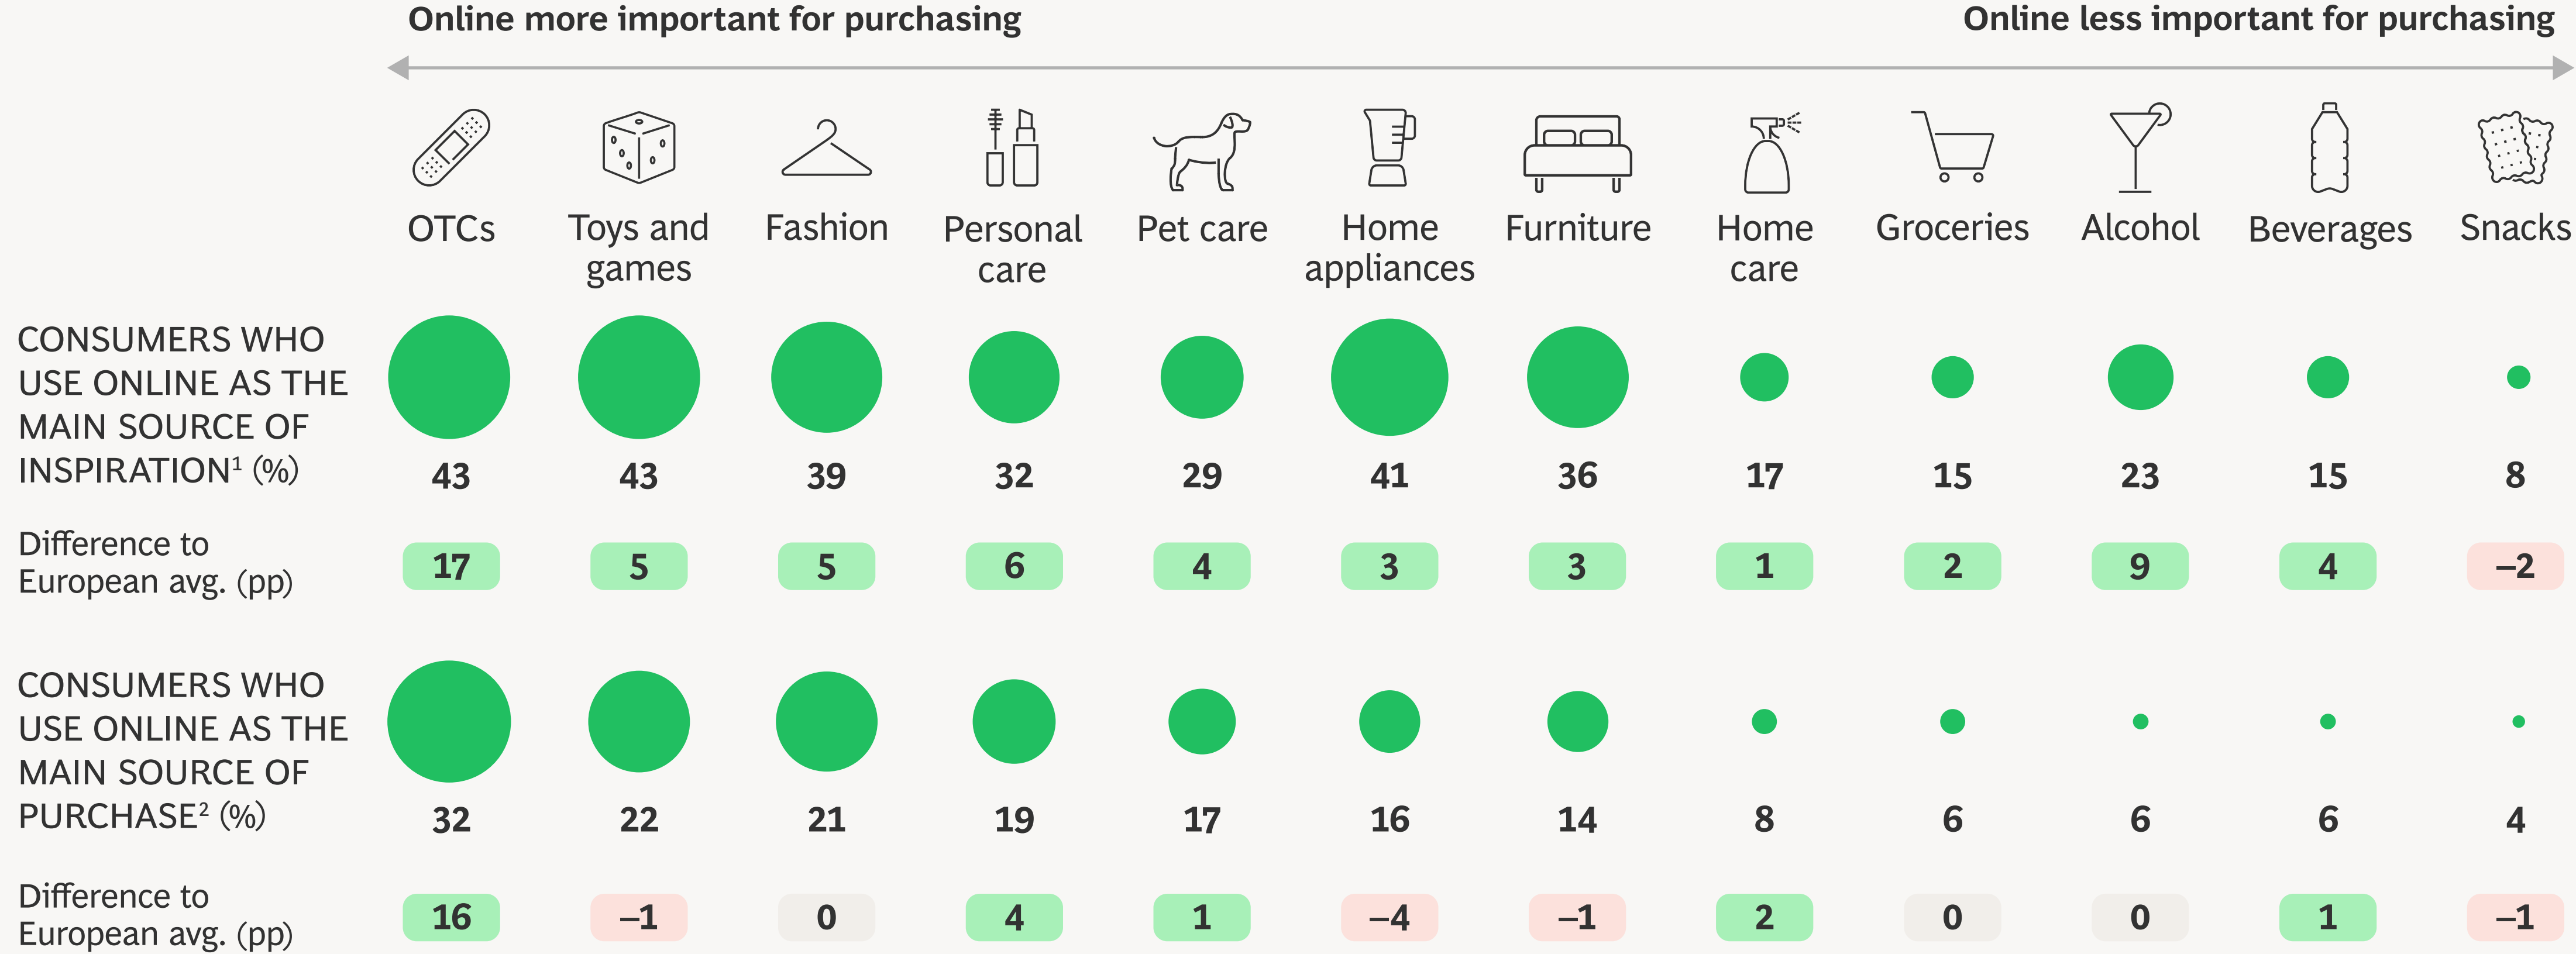 Online more important for purchasing
Online less important for purchasing
OTCs
Toys and
games
Fashion
Personal
care
Pet care
Home
appliances
Furniture
Home
care
Groceries
Alcohol
Beverages
Snacks
CONSUMERS WHO
USE ONLINE AS THE
MAIN SOURCE OF
INSPIRATION¹ (%)
43 43 39 32 29 41 36 17 15 23 15 8
Difference to
European avg. (pp)
17 5 5 6 4 3 3 1 2 9 4 –2
CONSUMERS WHO
USE ONLINE AS THE
MAIN SOURCE OF
PURCHASE² (%)
32 22 21 19 17 16 14 8 6 6 6 4
Difference to
European avg. (pp)
16 –1 0 4 1 –4 –1 2 0 0 1 –1